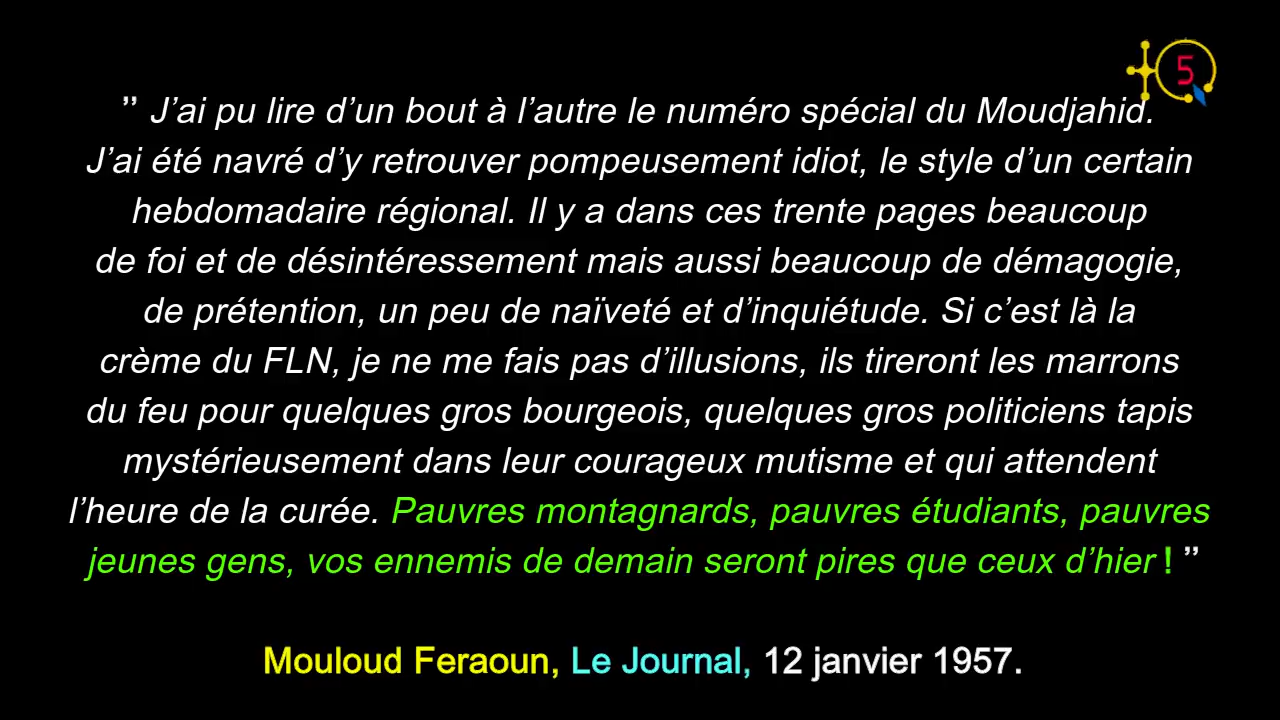 5
" J’ai pu lire d’un bout à l’autre le numéro spécial du Moudjahid.
J’ai été navré d’y retrouver pompeusement idiot, le style d’un certain
hebdomadaire régional. Il y a dans ces trente pages beaucoup
de foi et de désintéressement mais aussi beaucoup de démagogie,
de prétention, un peu de naïveté et d’inquiétude. Si c’est là la
crème du FLN, je ne me fais pas d’illusions, ils tireront les marrons
du feu pour quelques gros bourgeois, quelques gros politiciens tapis
mystérieusement dans leur courageux mutisme et qui attendent
l’heure de la curée. Pauvres montagnards, pauvres étudiants, pauvres
jeunes gens, vos ennemis de demain seront pires que ceux d’hier ! ”
Mouloud Feraoun, Le Journal, 12 janvier 1957.